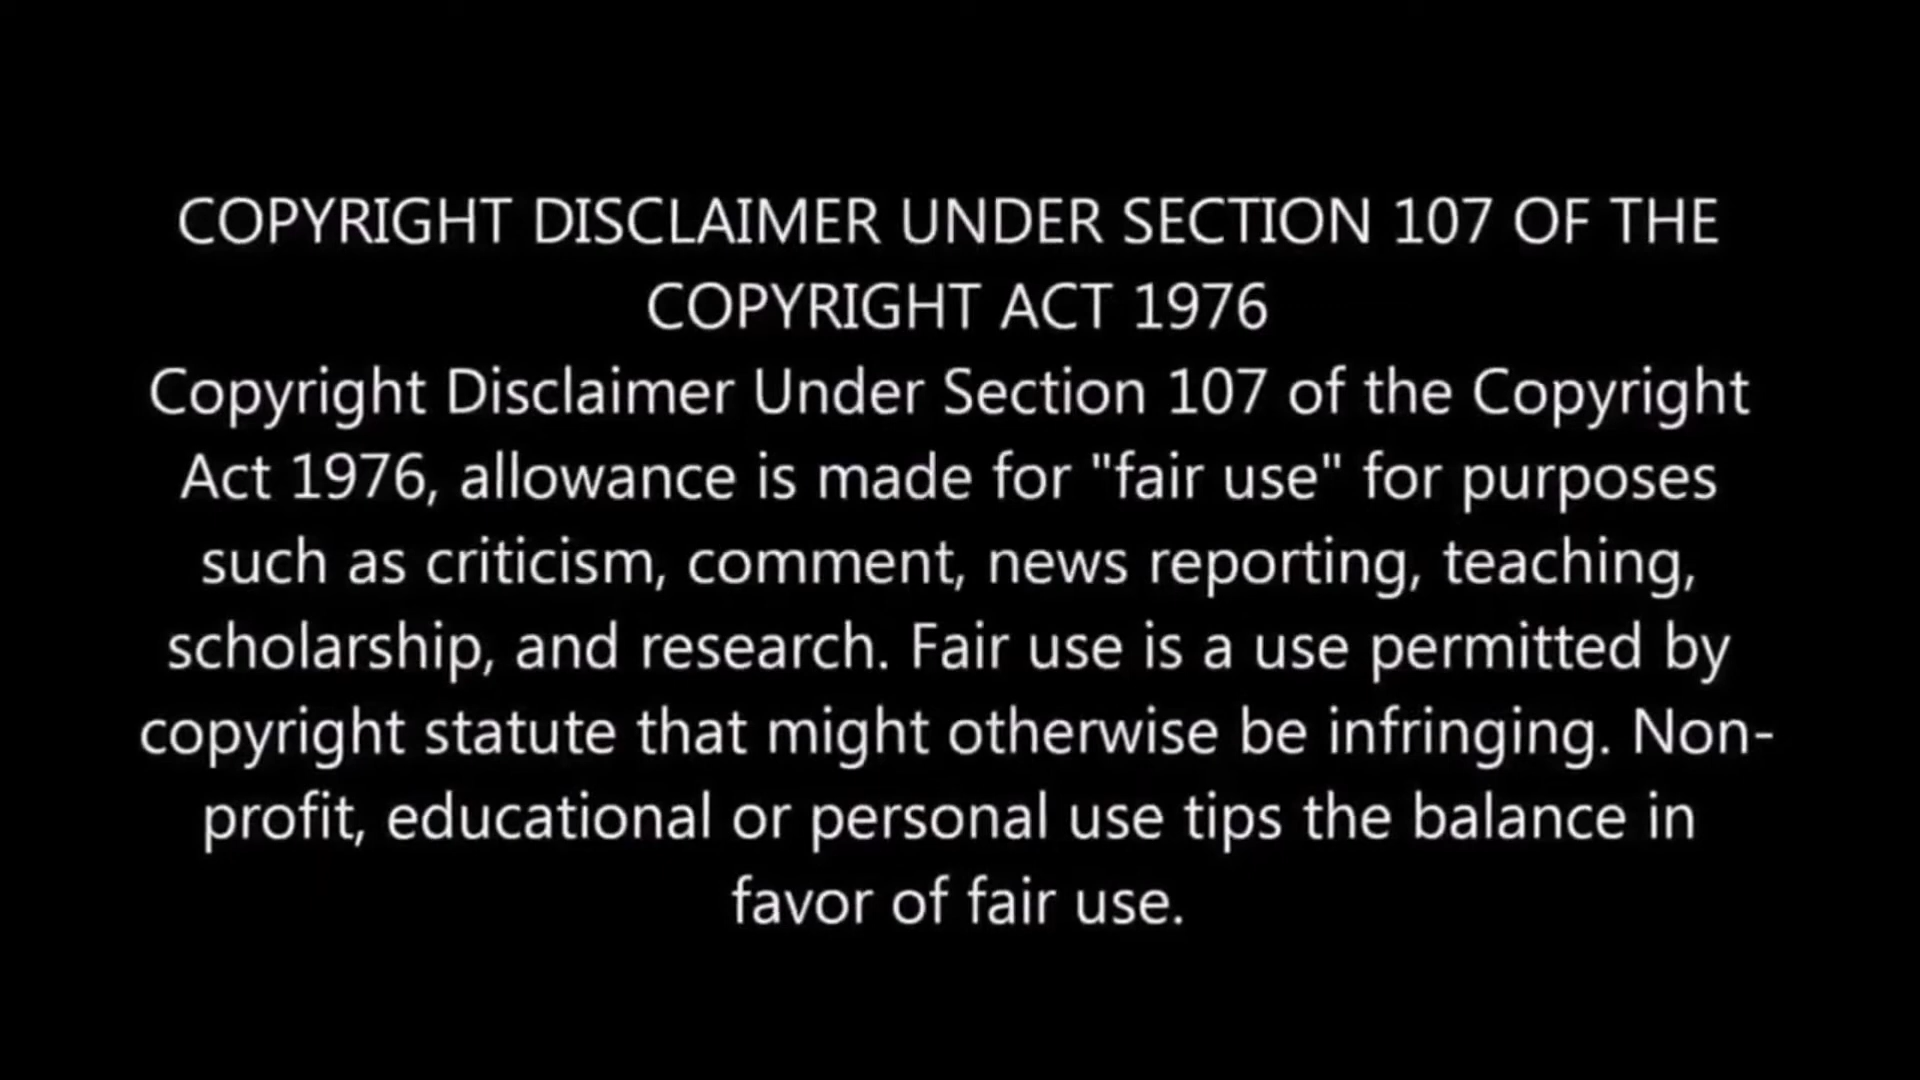 COPYRIGHT DISCLAIMER UNDER SECTION 107 OF THE
COPYRIGHT ACT 1976
Copyright Disclaimer Under Section 107 of the Copyright
Act 1976, allowance is made for "fair use" for purposes
such as criticism, comment, news reporting, teaching,
scholarship, and research. Fair use is a use permitted by
copyright statute that might otherwise be infringing. Non-
profit, educational or personal use tips the balance in
favor of fair use.